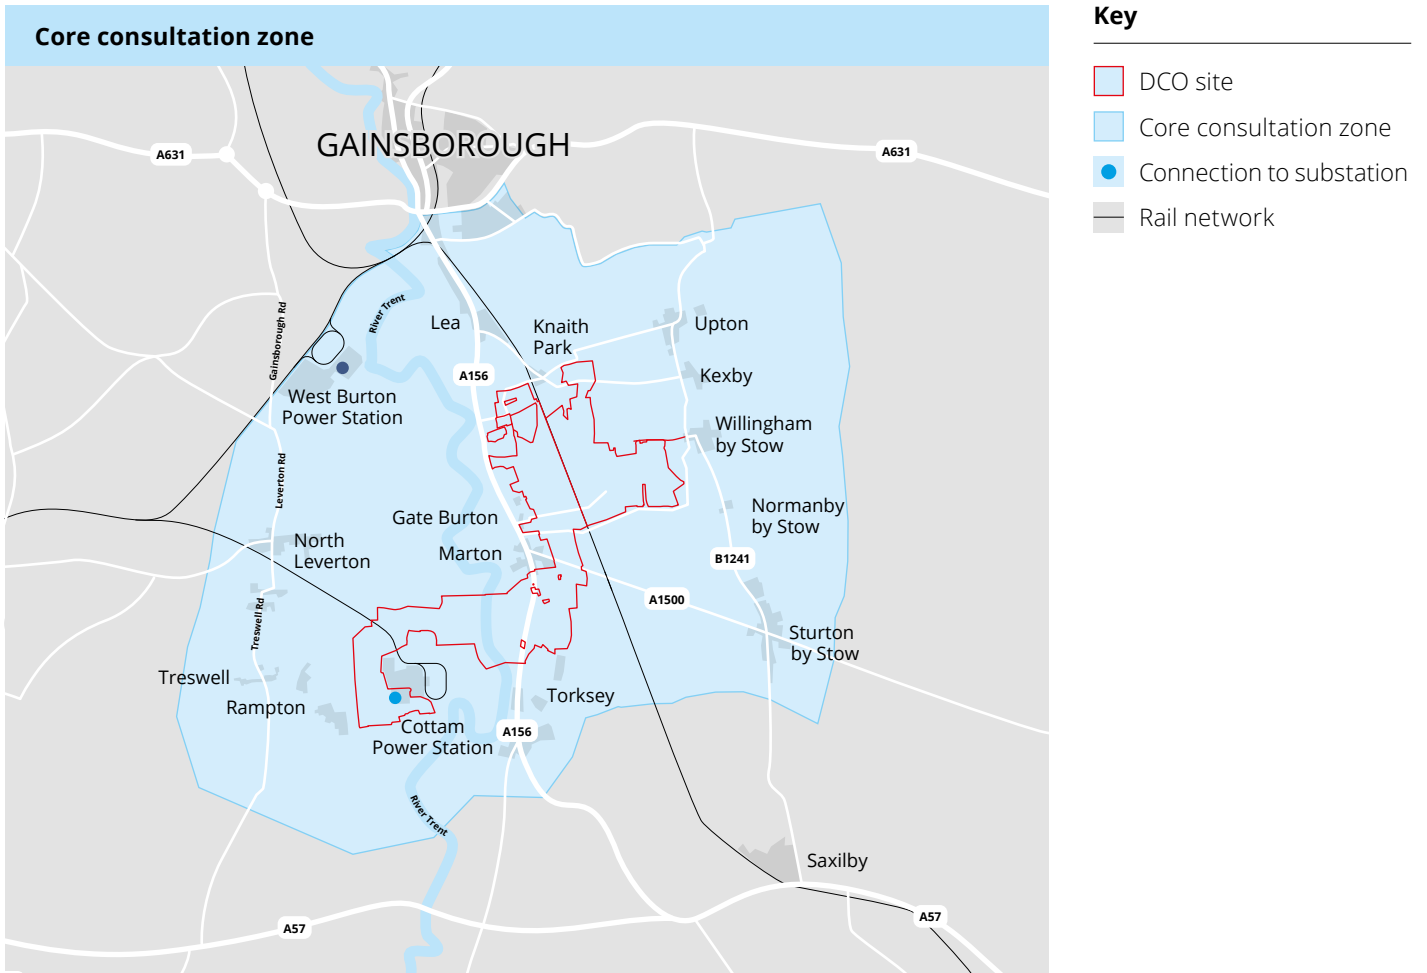 Core consultation zone
Key
DCO site
Core consultation zone
Connection to substation
Rail network
GAINSBOROUGH
A631
A631
River Trent
Gainsborough Rd
Lea
Knaith
Park
Upton
A156
Kexby
West Burton
Power Station
Willingham
by Stow
Leverton Rd
Normanby
by Stow
Gate Burton
North
Leverton
Marton
B1241
A1500
Treswell Rd
Sturton
by Stow
Treswell
Rampton
Torksey
Cottam
Power Station
A156
River Trent
Saxilby
A57
A57